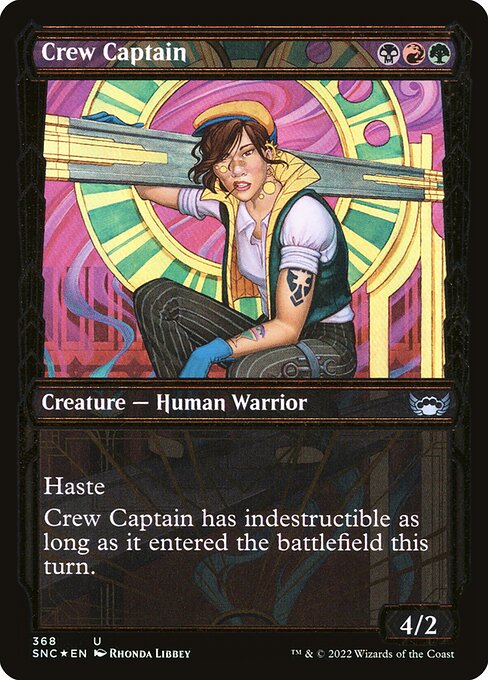 Crew Captain
Creature — Human Warrior
Haste
Crew Captain has indestructible as
long as it entered the battlefield this
turn.
4/2
368 U
SNC★EN Rhonda Libbey
™ & © 2022 Wizards of the Coast